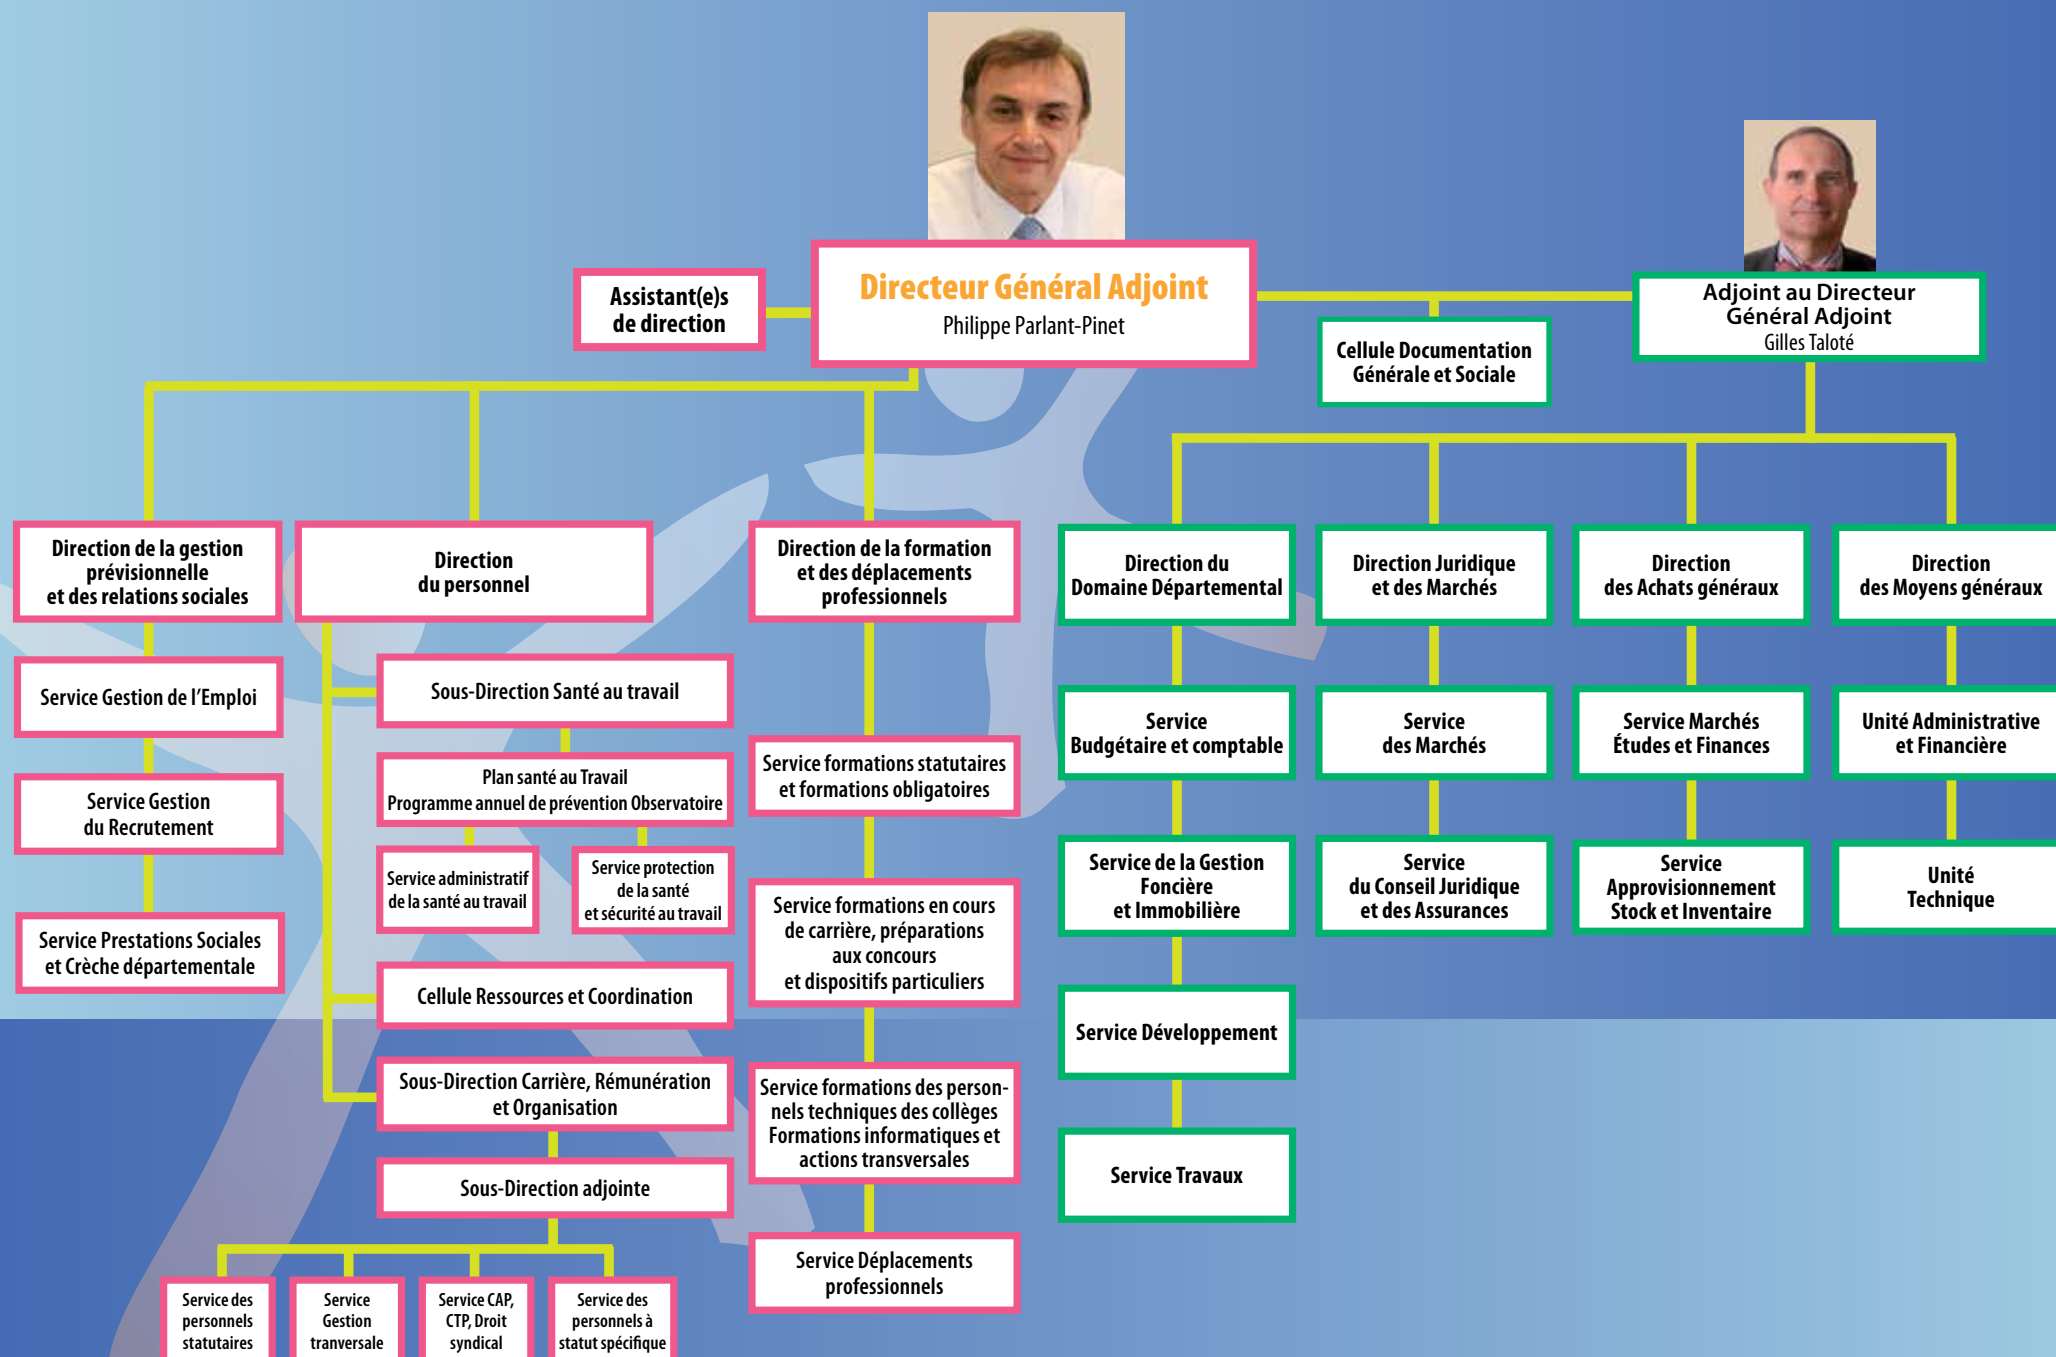 Directeur Général Adjoint
Philippe Parlant-Pinet
Assistant(e)s
de direction
Adjoint au Directeur
Général Adjoint
Gilles Taloté
Cellule Documentation
Générale et Sociale
Direction de la gestion
prévisionnelle
et des relations sociales
Service Gestion de l'Emploi
Service Gestion
du Recrutement
Service Prestations Sociales
et Crèche départementale
Direction
du personnel
Sous-Direction Santé au travail
Plan santé au Travail
Programme annuel de prévention Observatoire
Service administratif
de la santé au travail
Service protection
de la santé
et sécurité au travail
Cellule Ressources et Coordination
Sous-Direction Carrière, Rémunération
et Organisation
Sous-Direction adjointe
Service des
personnels
statutaires
Service
Gestion
tranversale
Service CAP,
CTP, Droit
syndical
Service des
personnels à
statut spécifique
Direction de la formation
et des déplacements
professionnels
Service formations statutaires
et formations obligatoires
Service formations en cours
de carrière, préparations
aux concours
et dispositifs particuliers
Service formations des person-
nels techniques des collèges
Formations informatiques et
actions transversales
Service Déplacements
professionnels
Direction du
Domaine Départemental
Service
Budgétaire et comptable
Service de la Gestion
Foncière
et Immobilière
Service Développement
Service Travaux
Direction Juridique
et des Marchés
Service
des Marchés
Service
du Conseil Juridique
et des Assurances
Direction
des Achats généraux
Service Marchés
Études et Finances
Service
Approvisionnement
Stock et Inventaire
Direction
des Moyens généraux
Unité Administrative
et Financière
Unité
Technique